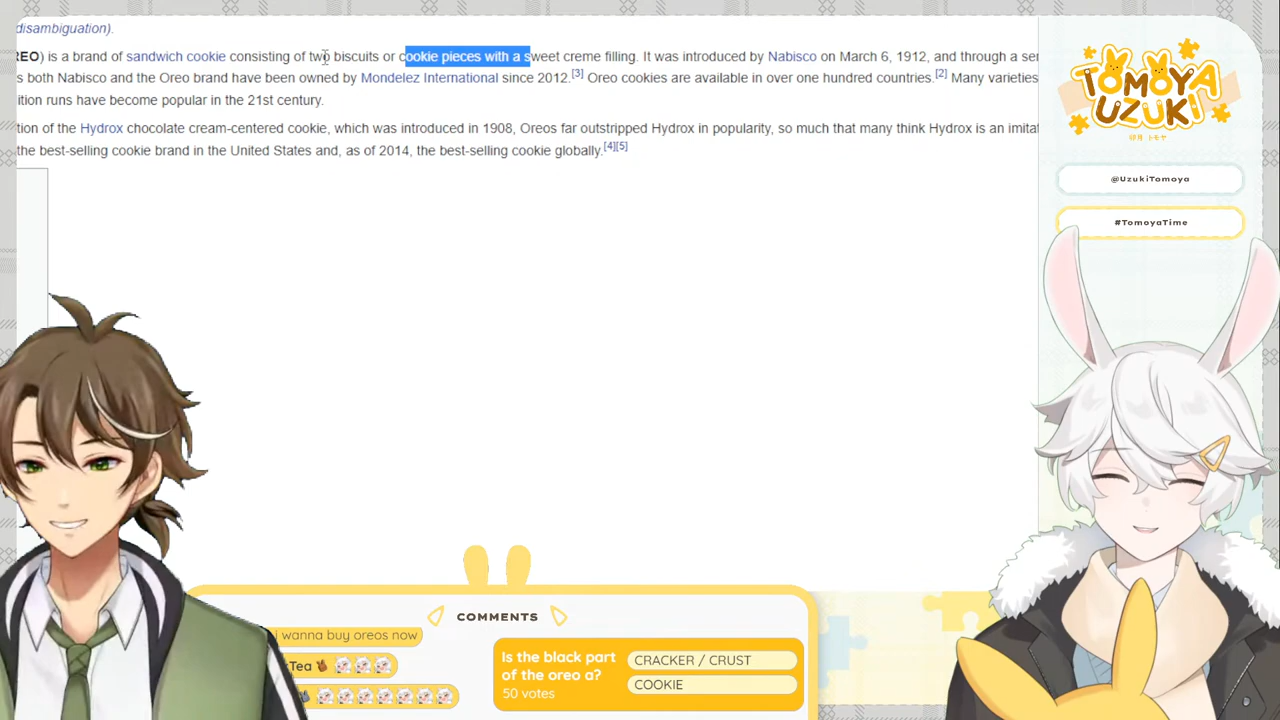 disambiguation).
REO) is a brand of sandwich cookie consisting of two biscuits or cookie pieces with a sweet creme filling. It was introduced by Nabisco on March 6, 1912, and through a ser
s both Nabisco and the Oreo brand have been owned by Mondelez International since 2012.[3] Oreo cookies are available in over one hundred countries.[2] Many varieties
ition runs have become popular in the 21st century.
tion of the Hydrox chocolate cream-centered cookie, which was introduced in 1908, Oreos far outstripped Hydrox in popularity, so much that many think Hydrox is an imitat
the best-selling cookie brand in the United States and, as of 2014, the best-selling cookie globally.[4][5]
TOMOYA
UZUKI
卯月 トモヤ
@UzukiTomoya
#TomoyaTime
COMMENTS
i wanna buy oreos now
Tea
Is the black part
of the oreo a?
50 votes
CRACKER / CRUST
COOKIE